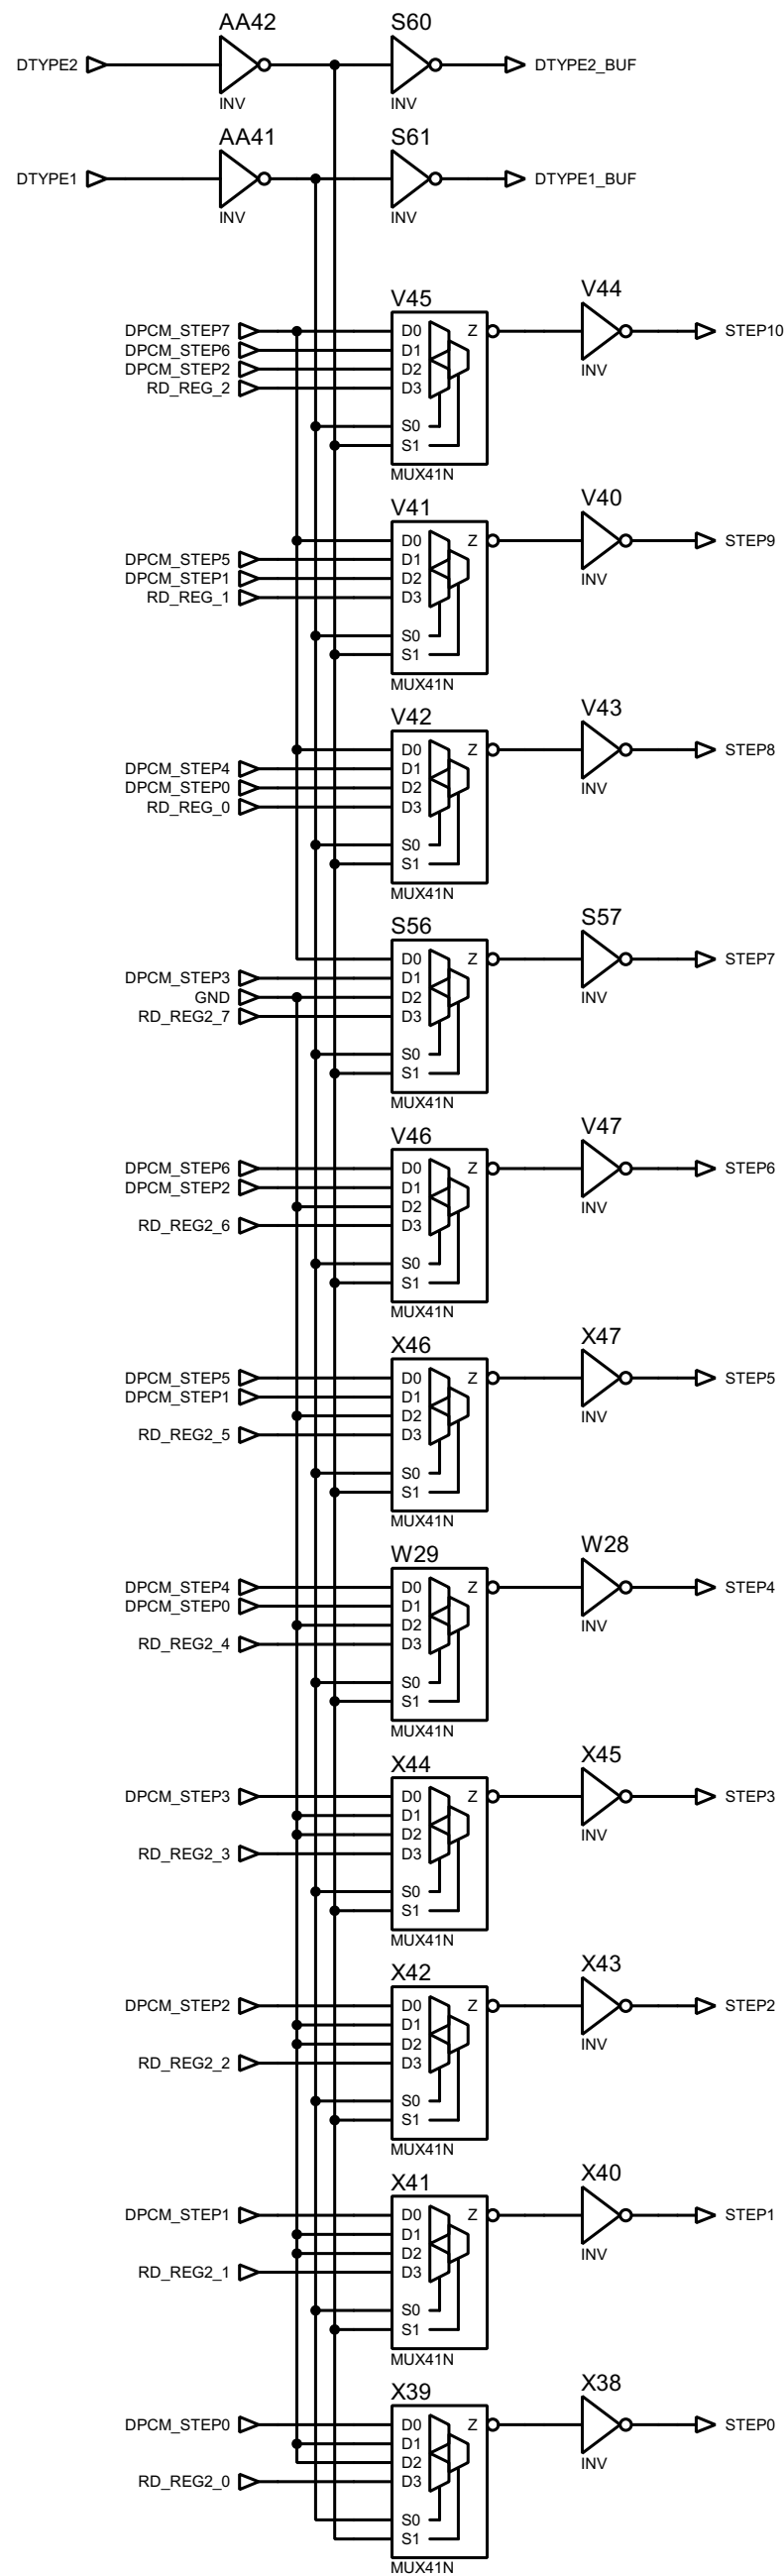 AA42
S60
DTYPE2
DTYPE2_BUF
INV
INV
AA41
S61
DTYPE1
DTYPE1_BUF
INV
INV
V45
V44
DPCM_STEP7
D0
Z
STEP10
DPCM_STEP6
D1
DPCM_STEP2
D2
INV
RD_REG_2
D3
S0
S1
MUX41N
V41
V40
D0
Z
STEP9
DPCM_STEP5
D1
DPCM_STEP1
D2
INV
RD_REG_1
D3
S0
S1
MUX41N
V42
V43
D0
Z
STEP8
DPCM_STEP4
D1
DPCM_STEP0
D2
INV
RD_REG_0
D3
S0
S1
MUX41N
S56
S57
D0
Z
STEP7
DPCM_STEP3
D1
GND
D2
INV
RD_REG2_7
D3
S0
S1
MUX41N
V46
V47
DPCM_STEP6
D0
Z
STEP6
DPCM_STEP2
D1
D2
INV
RD_REG2_6
D3
S0
S1
MUX41N
X46
X47
DPCM_STEP5
D0
Z
STEP5
DPCM_STEP1
D1
D2
INV
RD_REG2_5
D3
S0
S1
MUX41N
W29
W28
DPCM_STEP4
D0
Z
STEP4
DPCM_STEP0
D1
D2
INV
RD_REG2_4
D3
S0
S1
MUX41N
X44
X45
DPCM_STEP3
D0
Z
STEP3
D1
D2
INV
RD_REG2_3
D3
S0
S1
MUX41N
X42
X43
DPCM_STEP2
D0
Z
STEP2
D1
D2
INV
RD_REG2_2
D3
S0
S1
MUX41N
X41
X40
DPCM_STEP1
D0
Z
STEP1
D1
D2
INV
RD_REG2_1
D3
S0
S1
MUX41N
X39
X38
DPCM_STEP0
D0
Z
STEP0
D1
D2
INV
RD_REG2_0
D3
S0
S1
MUX41N